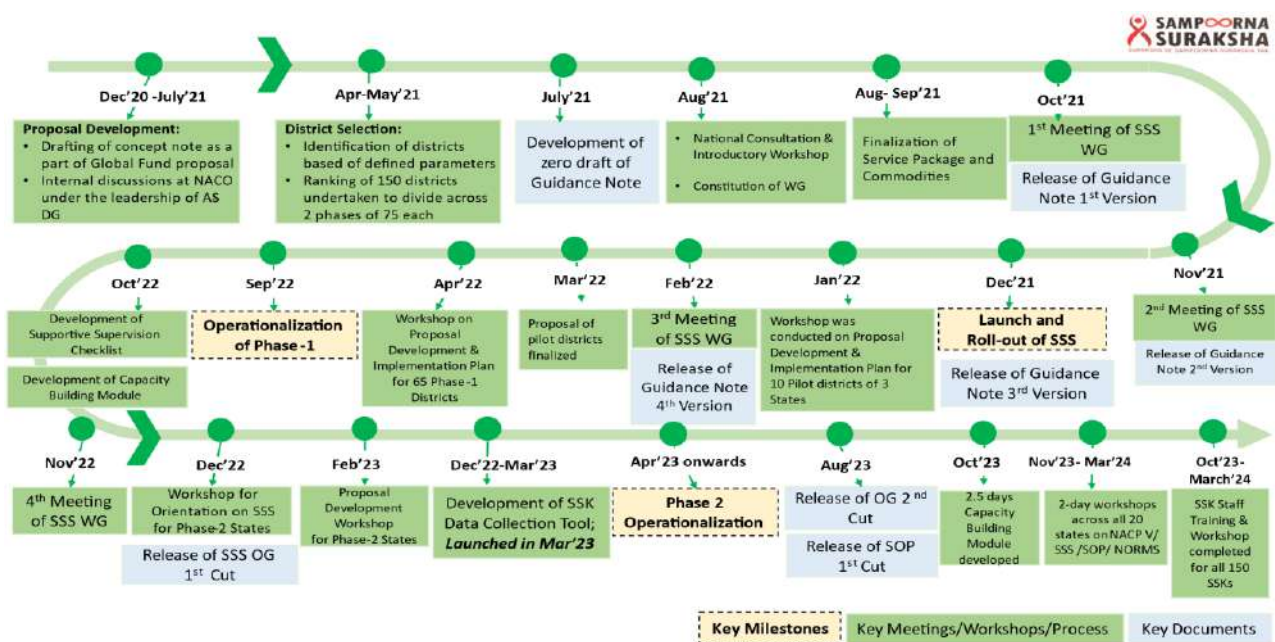 SAMPOORNA
SURAKSHA
Dec'20 -July'21
Proposal Development:
• Drafting of concept note as a
part of Global Fund proposal
• Internal discussions at NACO
under the leadership of AS
DG
Apr-May'21
District Selection:
• Identification of districts
based of defined parameters
• Ranking of 150 districts
undertaken to divide across
2 phases of 75 each
July'21
Development of
zero draft of
Guidance Note
Aug'21
• National Consultation &
Introductory Workshop
• Constitution of WG
Aug- Sep'21
Finalization of
Service Package and
Commodities
Oct'21
1st Meeting of SSS
WG
Release of Guidance
Note 1st Version
Oct'22
Development of
Supportive Supervision
Checklist
Development of Capacity
Building Module
Sep'22
Operationalization
of Phase -1
Apr'22
Workshop on
Proposal
Development &
Implementation Plan
for 65 Phase-1
Districts
Mar'22
Proposal of
pilot districts
finalized
Feb'22
3rd Meeting
of SSS WG
Release of
Guidance Note
4th Version
Jan'22
Workshop was
conducted on Proposal
Development &
Implementation Plan for
10 Pilot districts of 3
States
Dec'21
Launch and
Roll-out of SSS
Release of Guidance
Note 3rd Version
Nov'21
2nd Meeting of SSS
WG
Release of Guidance
Note 2nd Version
Nov'22
4th Meeting
of SSS WG
Dec'22
Workshop for
Orientation on SSS
for Phase-2 States
Release of SSS OG
1st Cut
Feb'23
Proposal
Development
Workshop
for Phase-2 States
Dec'22-Mar'23
Development of SSK
Data Collection Tool;
Launched in Mar'23
Apr'23 onwards
Phase 2
Operationalization
Aug'23
Release of OG 2nd
Cut
Release of SOP
1st Cut
Oct'23
2.5 days
Capacity
Building
Module
developed
Nov'23- Mar'24
2-day workshops
across all 20
states on NACP V/
SSS /SOP/ NORMS
Oct'23-
March'24
SSK Staff
Training &
Workshop
completed
for all 150
SSKs
Key Milestones
Key Meetings/Workshops/Process
Key Documents